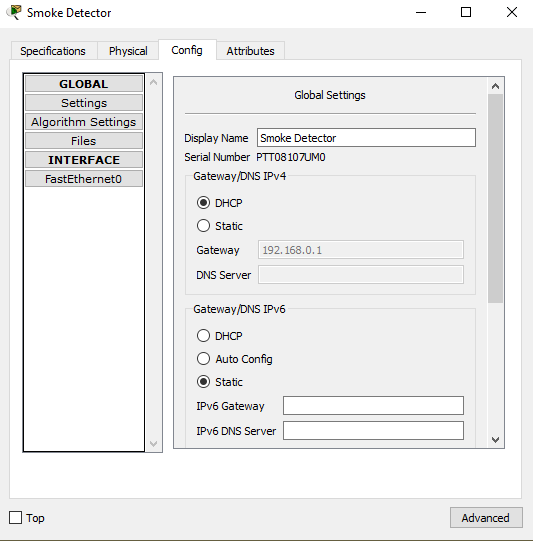 Smoke Detector
Specifications Physical Config Attributes
GLOBAL
Settings
Algorithm Settings
Files
INTERFACE
FastEthernet0
Global Settings
Display Name Smoke Detector
Serial Number PTT08107UM0
Gateway/DNS IPv4
DHCP
Static
Gateway 192.168.0.1
DNS Server
Gateway/DNS IPv6
DHCP
Auto Config
Static
IPv6 Gateway
IPv6 DNS Server
Top Advanced